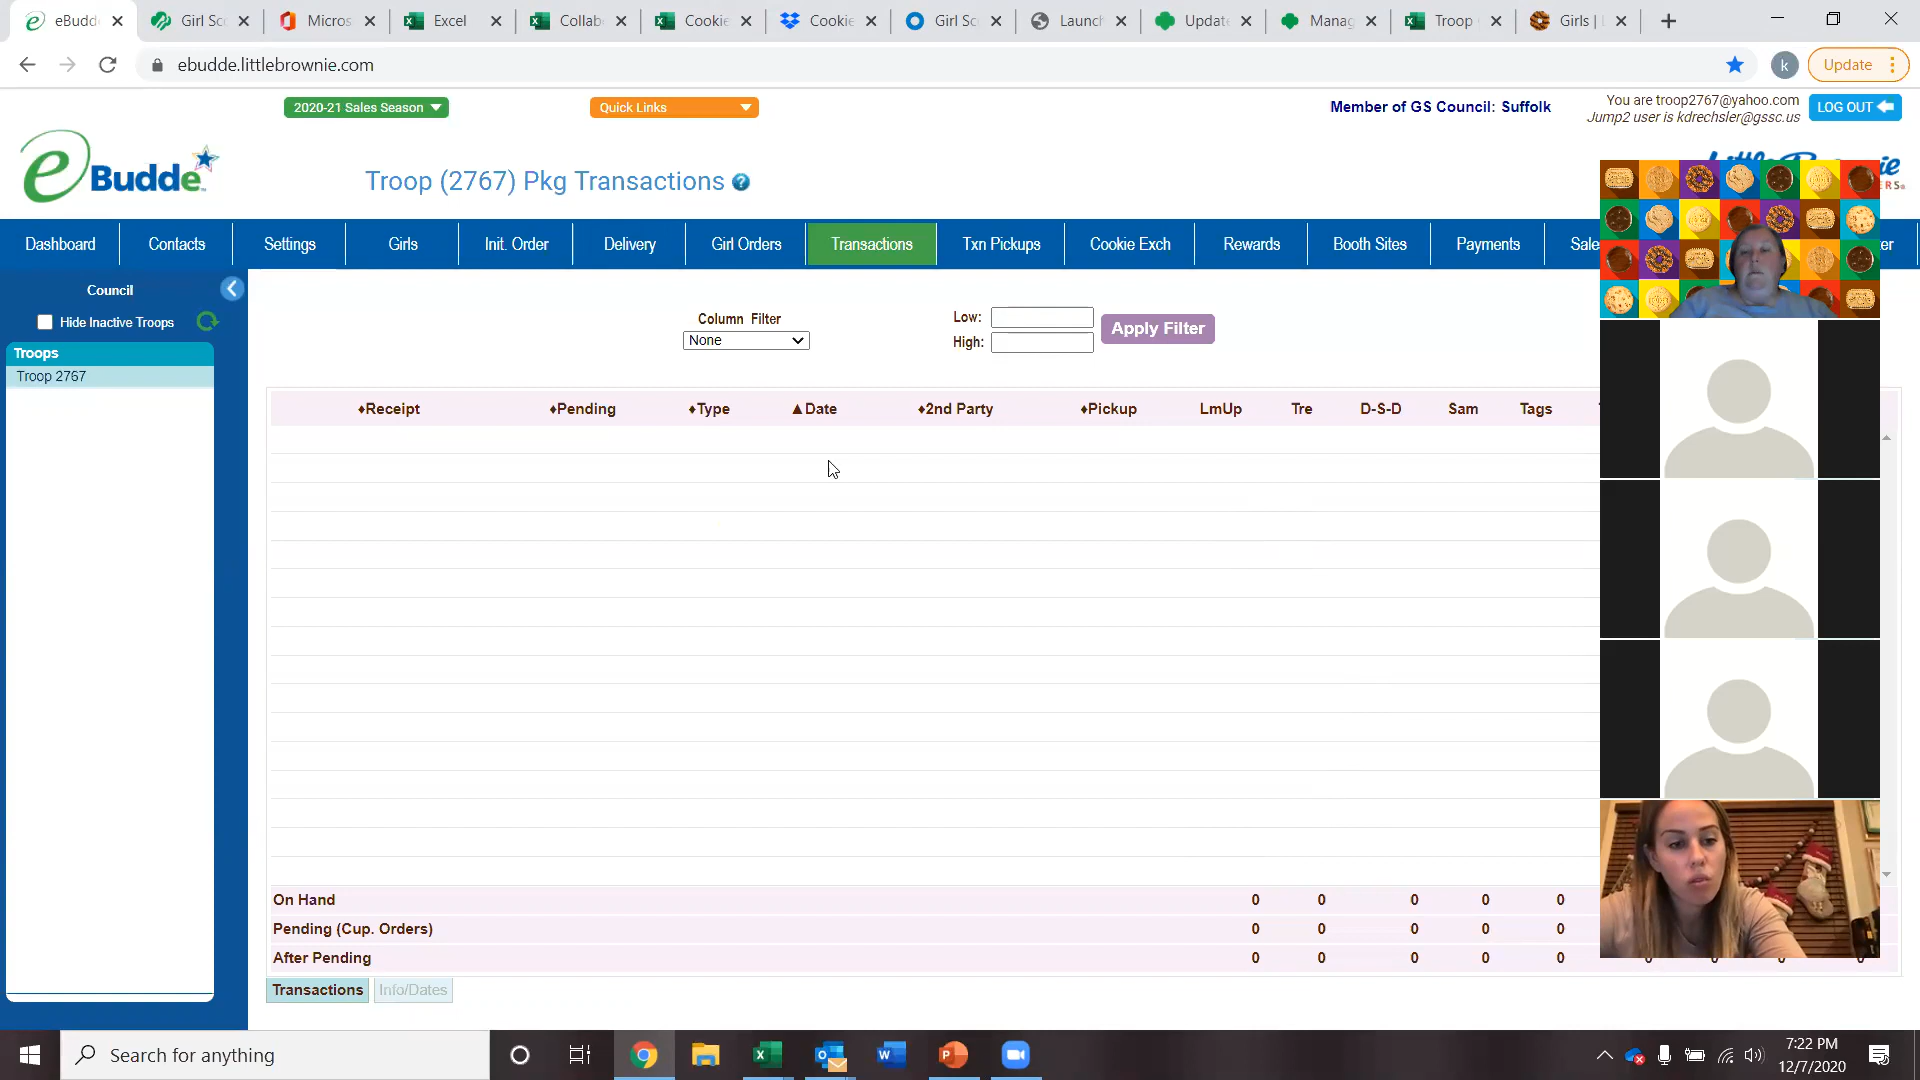 eBudde
Girl Sc
Micros
Excel
Collab
Cookie
Cookie
Girl Sc
Launch
Update
Manag
Troop
Girls |
ebudde.littlebrownie.com
k
Update
2020-21 Sales Season
Quick Links
Member of GS Council: Suffolk
You are troop2767@yahoo.com
Jump2 user is kdrechsler@gssc.us
LOG OUT
eBudde
Troop (2767) Pkg Transactions
Dashboard
Contacts
Settings
Girls
Init. Order
Delivery
Girl Orders
Transactions
Txn Pickups
Cookie Exch
Rewards
Booth Sites
Payments
Sale
er
Council
Hide Inactive Troops
Troops
Troop 2767
Column Filter
None
Low:
High:
Apply Filter
♦Receipt
♦Pending
♦Type
▲Date
♦2nd Party
♦Pickup
LmUp
Tre
D-S-D
Sam
Tags
On Hand 0 0 0 0 0
Pending (Cup. Orders) 0 0 0 0 0
After Pending 0 0 0 0 0
Transactions
Info/Dates
Search for anything
7:22 PM
12/7/2020